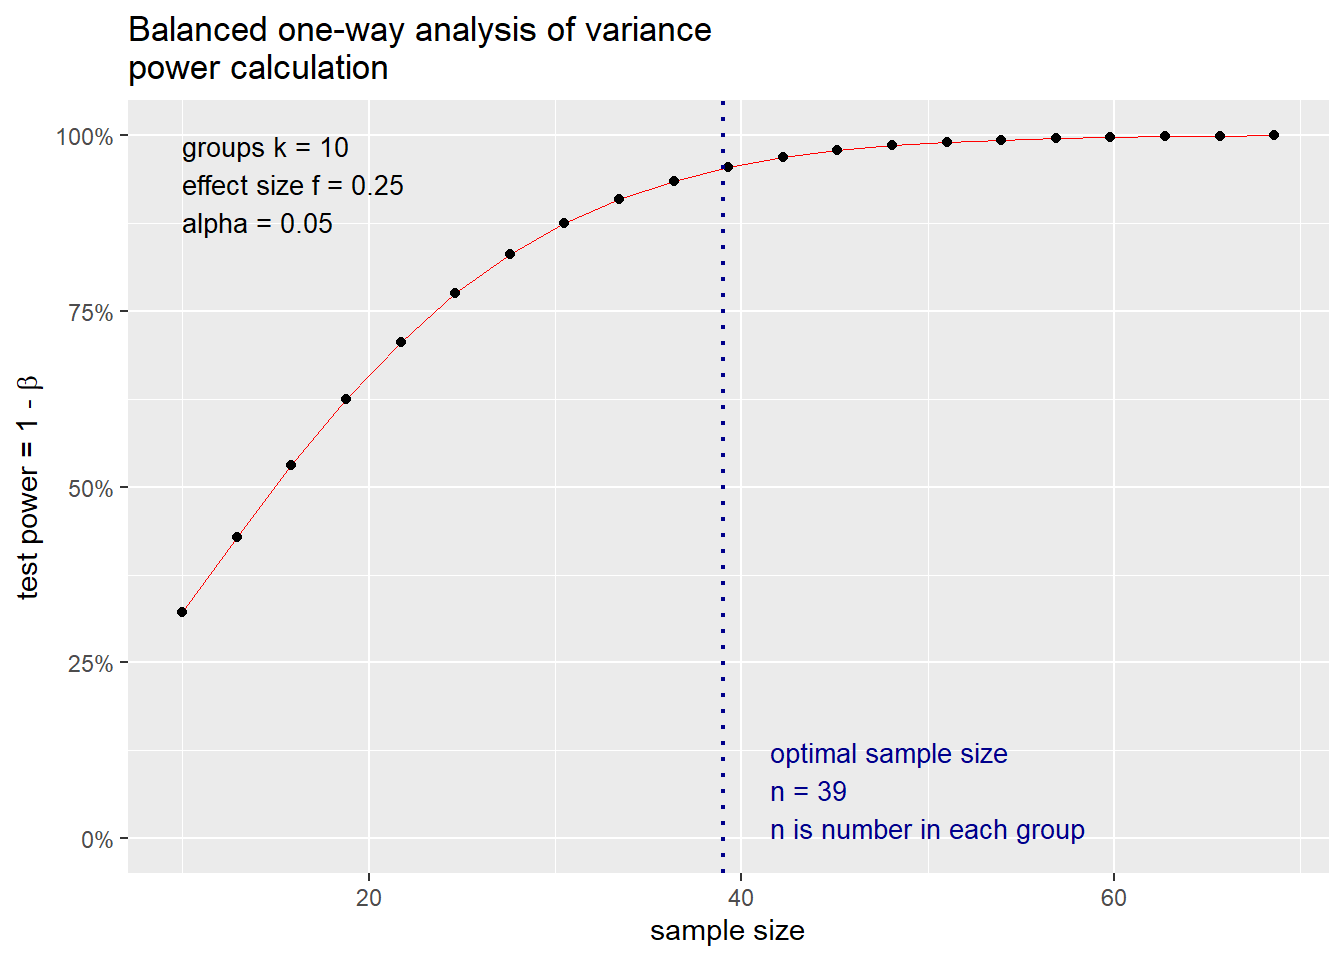 Balanced one-way analysis of variance
power calculation
groups k = 10
effect size f = 0.25
alpha = 0.05
100%
75%
50%
25%
0%
test power = 1 - β
optimal sample size
n = 39
n is number in each group
20
40
60
sample size